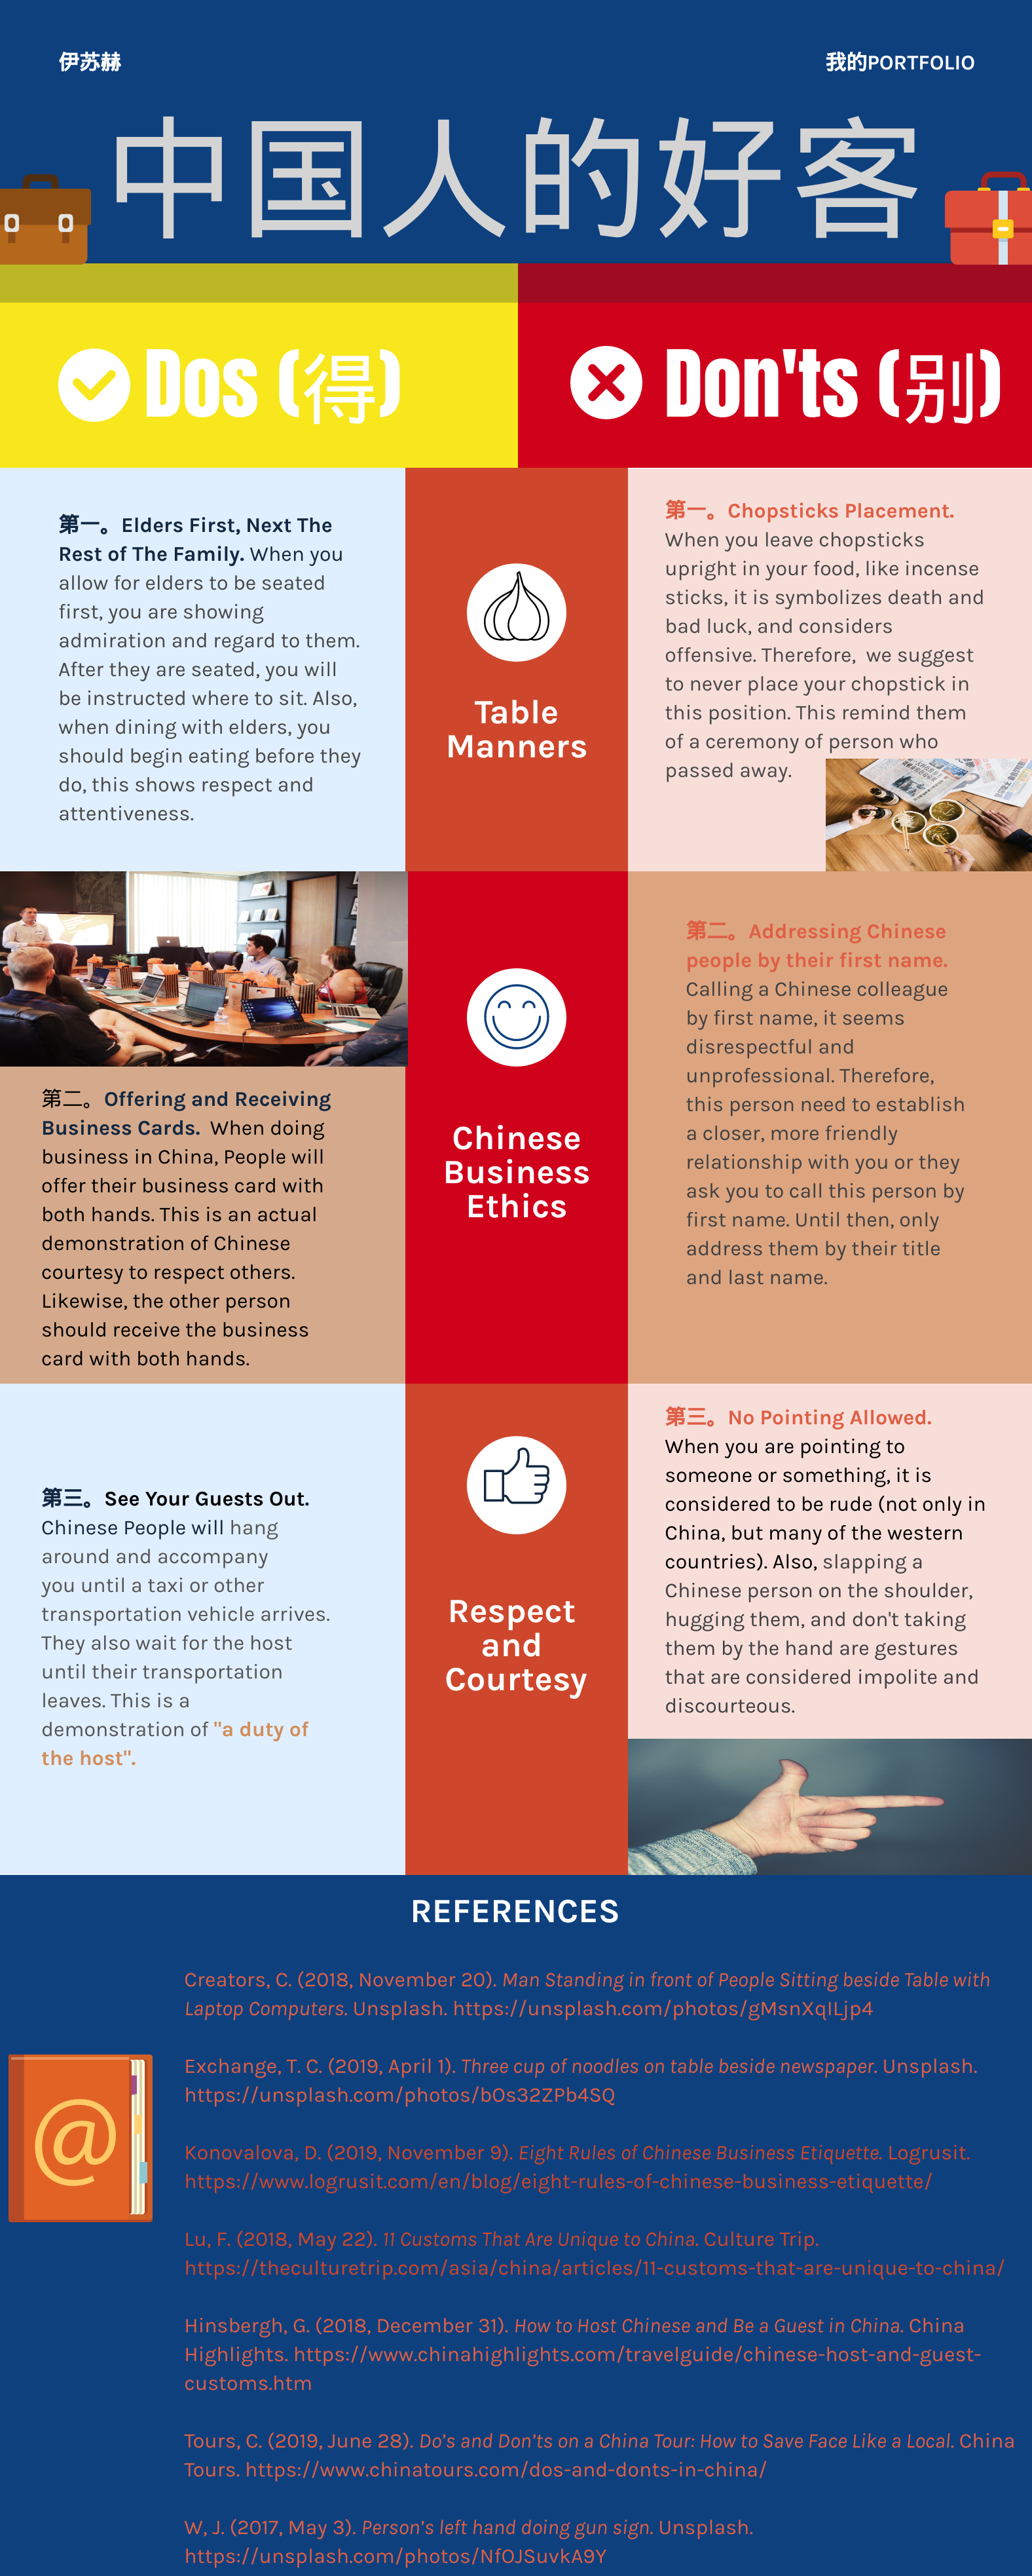 伊苏赫
我的PORTFOLIO
中国人的好客
Dos (得)
Don'ts (别)
第一。Elders First, Next The
Rest of The Family. When you
allow for elders to be seated
first, you are showing
admiration and regard to them.
After they are seated, you will
be instructed where to sit. Also,
when dining with elders, you
should begin eating before they
do, this shows respect and
attentiveness.
Table
Manners
第一。Chopsticks Placement.
When you leave chopsticks
upright in your food, like incense
sticks, it is symbolizes death and
bad luck, and considers
offensive. Therefore,  we suggest
to never place your chopstick in
this position. This remind them
of a ceremony of person who
passed away.
第二。Offering and Receiving
Business Cards.  When doing
business in China, People will
offer their business card with
both hands. This is an actual
demonstration of Chinese
courtesy to respect others.
Likewise, the other person
should receive the business
card with both hands.
Chinese
Business
Ethics
第二。Addressing Chinese
people by their first name.
Calling a Chinese colleague
by first name, it seems
disrespectful and
unprofessional. Therefore,
this person need to establish
a closer, more friendly
relationship with you or they
ask you to call this person by
first name. Until then, only
address them by their title
and last name.
第三。See Your Guests Out.
Chinese People will hang
around and accompany
you until a taxi or other
transportation vehicle arrives.
They also wait for the host
until their transportation
leaves. This is a
demonstration of "a duty of
the host".
Respect
and
Courtesy
第三。No Pointing Allowed.
When you are pointing to
someone or something, it is
considered to be rude (not only in
China, but many of the western
countries). Also, slapping a
Chinese person on the shoulder,
hugging them, and don't taking
them by the hand are gestures
that are considered impolite and
discourteous.
REFERENCES
Creators, C. (2018, November 20). Man Standing in front of People Sitting beside Table with
Laptop Computers. Unsplash. https://unsplash.com/photos/gMsnXqILjp4
Exchange, T. C. (2019, April 1). Three cup of noodles on table beside newspaper. Unsplash.
https://unsplash.com/photos/bOs32ZPb4SQ
Konovalova, D. (2019, November 9). Eight Rules of Chinese Business Etiquette. Logrusit.
https://www.logrusit.com/en/blog/eight-rules-of-chinese-business-etiquette/
Lu, F. (2018, May 22). 11 Customs That Are Unique to China. Culture Trip.
https://theculturetrip.com/asia/china/articles/11-customs-that-are-unique-to-china/
Hinsbergh, G. (2018, December 31). How to Host Chinese and Be a Guest in China. China
Highlights. https://www.chinahighlights.com/travelguide/chinese-host-and-guest-
customs.htm
Tours, C. (2019, June 28). Do's and Don'ts on a China Tour: How to Save Face Like a Local. China
Tours. https://www.chinatours.com/dos-and-donts-in-china/
W, J. (2017, May 3). Person's left hand doing gun sign. Unsplash.
https://unsplash.com/photos/NfOJSuvkA9Y
@